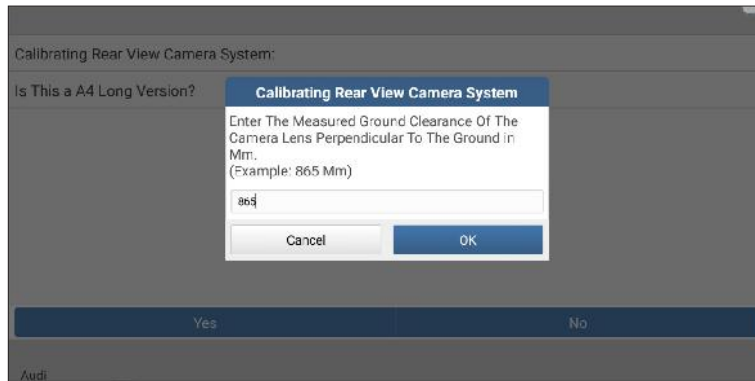 Calibrating Rear View Camera System:
Is This a A4 Long Version?
Calibrating Rear View Camera System
Enter The Measured Ground Clearance Of The
Camera Lens Perpendicular To The Ground in
Mm.
(Example: 865 Mm)
865
Cancel
OK
Yes
No
Audi